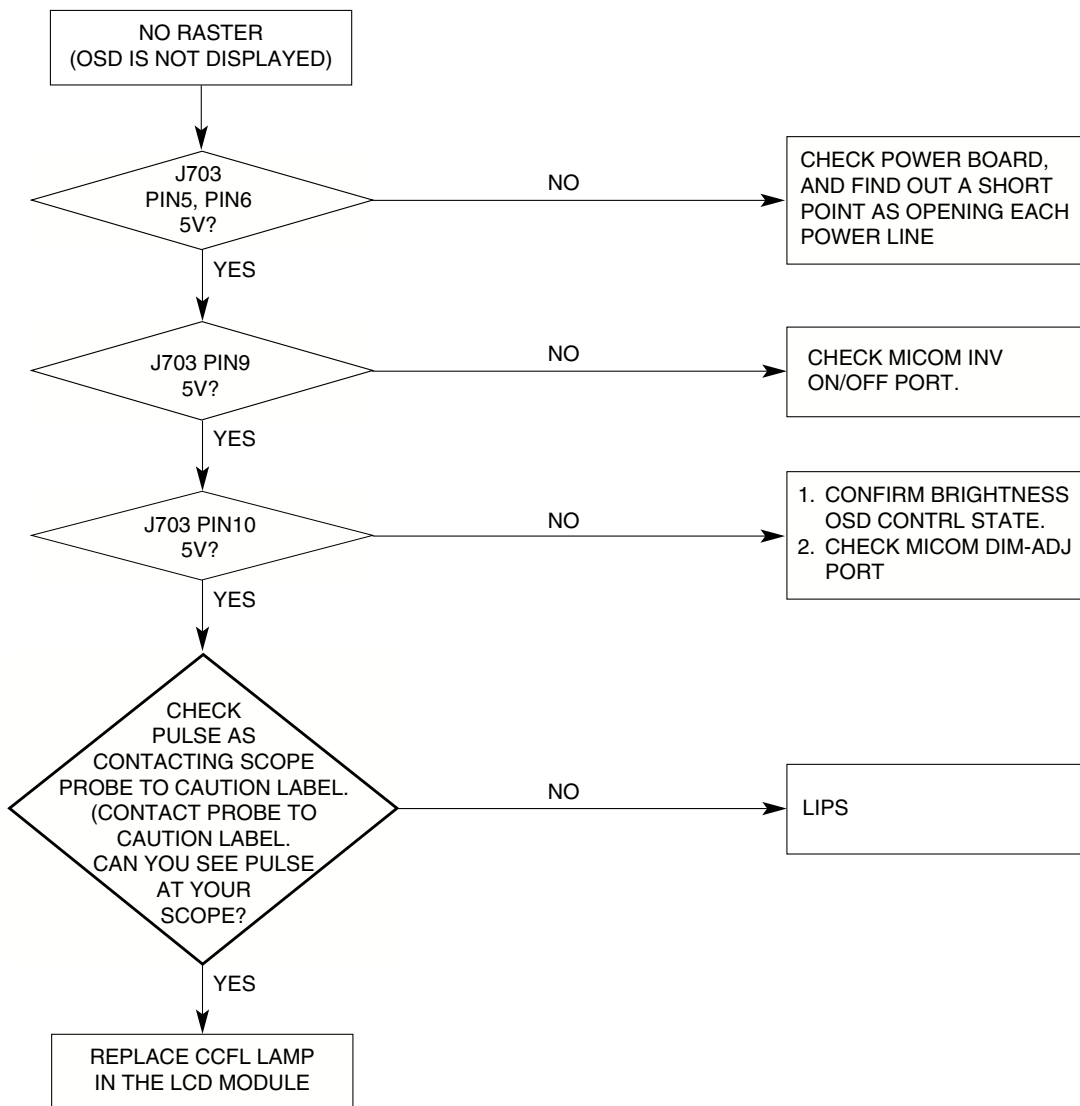 NO RASTER
(OSD IS NOT DISPLAYED)
J703
PIN5, PIN6
5V?
NO
CHECK POWER BOARD,
AND FIND OUT A SHORT
POINT AS OPENING EACH
POWER LINE
YES
J703 PIN9
5V?
NO
CHECK MICOM INV
ON/OFF PORT.
YES
J703 PIN10
5V?
NO
1. CONFIRM BRIGHTNESS
OSD CONTRL STATE.
2. CHECK MICOM DIM-ADJ
PORT
YES
CHECK
PULSE AS
CONTACTING SCOPE
PROBE TO CAUTION LABEL.
(CONTACT PROBE TO
CAUTION LABEL.
CAN YOU SEE PULSE
AT YOUR
SCOPE?
NO
LIPS
YES
REPLACE CCFL LAMP
IN THE LCD MODULE